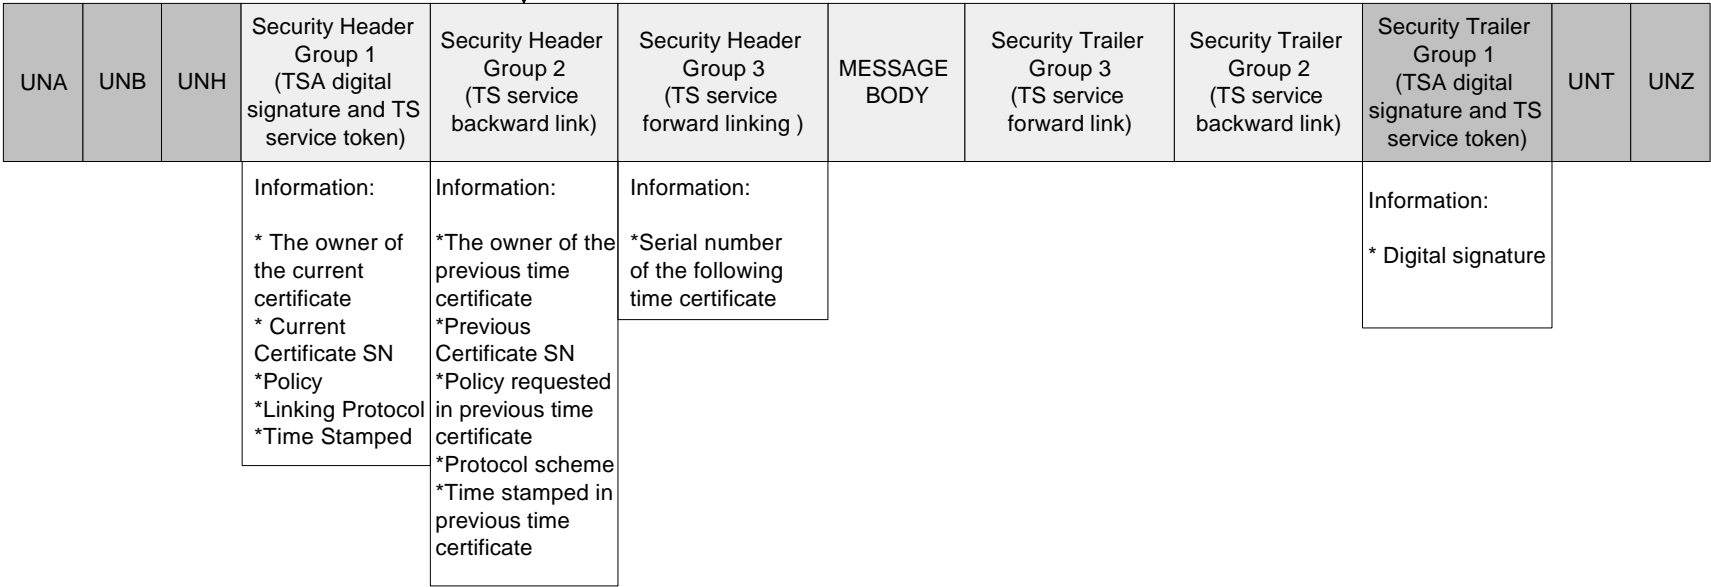 UNA
UNB
UNH
Security Header
Group 1
(TSA digital
signature and TS
service token)
Security Header
Group 2
(TS service
backward link)
Security Header
Group 3
(TS service
forward linking )
MESSAGE
BODY
Security Trailer
Group 3
(TS service
forward link)
Security Trailer
Group 2
(TS service
backward link)
Security Trailer
Group 1
(TSA digital
signature and TS
service token)
UNT
UNZ
Information:
* The owner of
the current
certificate
* Current
Certificate SN
*Policy
*Linking Protocol
*Time Stamped
Information:
*The owner of the
previous time
certificate
*Previous
Certificate SN
*Policy requested
in previous time
certificate
*Protocol scheme
*Time stamped in
previous time
certificate
Information:
*Serial number
of the following
time certificate
Information:
* Digital signature